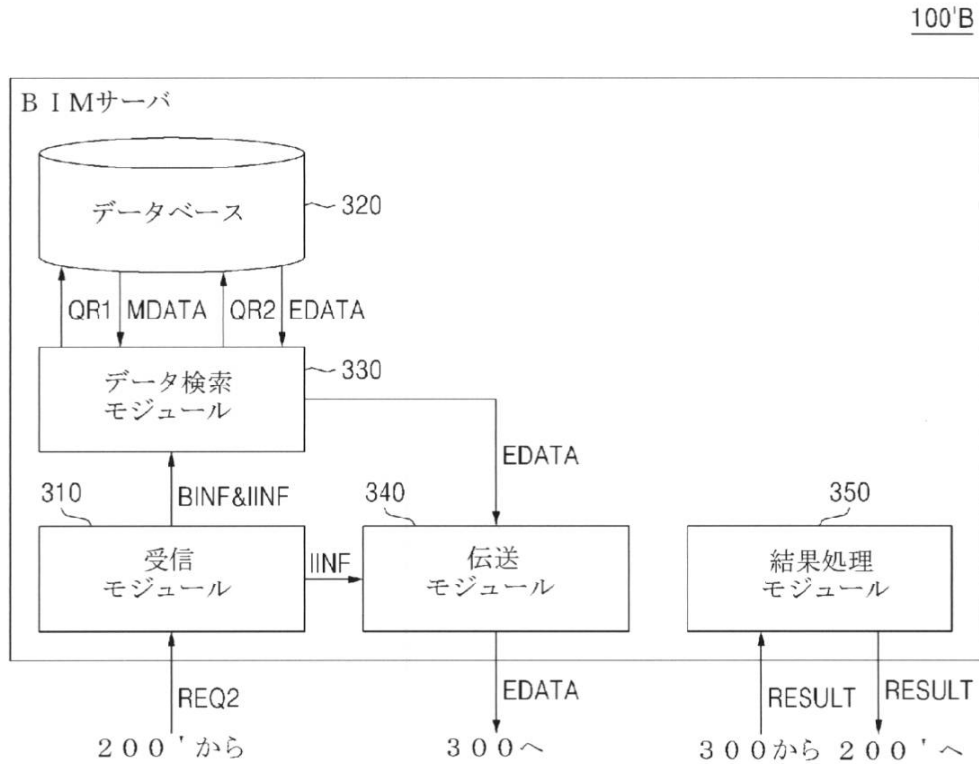 100'B
ＢＩＭサーバ
データベース
320
QR1
MDATA
QR2
EDATA
データ検索
モジュール
330
EDATA
BINF&IINF
310
受信
モジュール
IINF
340
伝送
モジュール
350
結果処理
モジュール
REQ2
EDATA
RESULT
RESULT
２００'から
３００へ
３００から
２００'へ